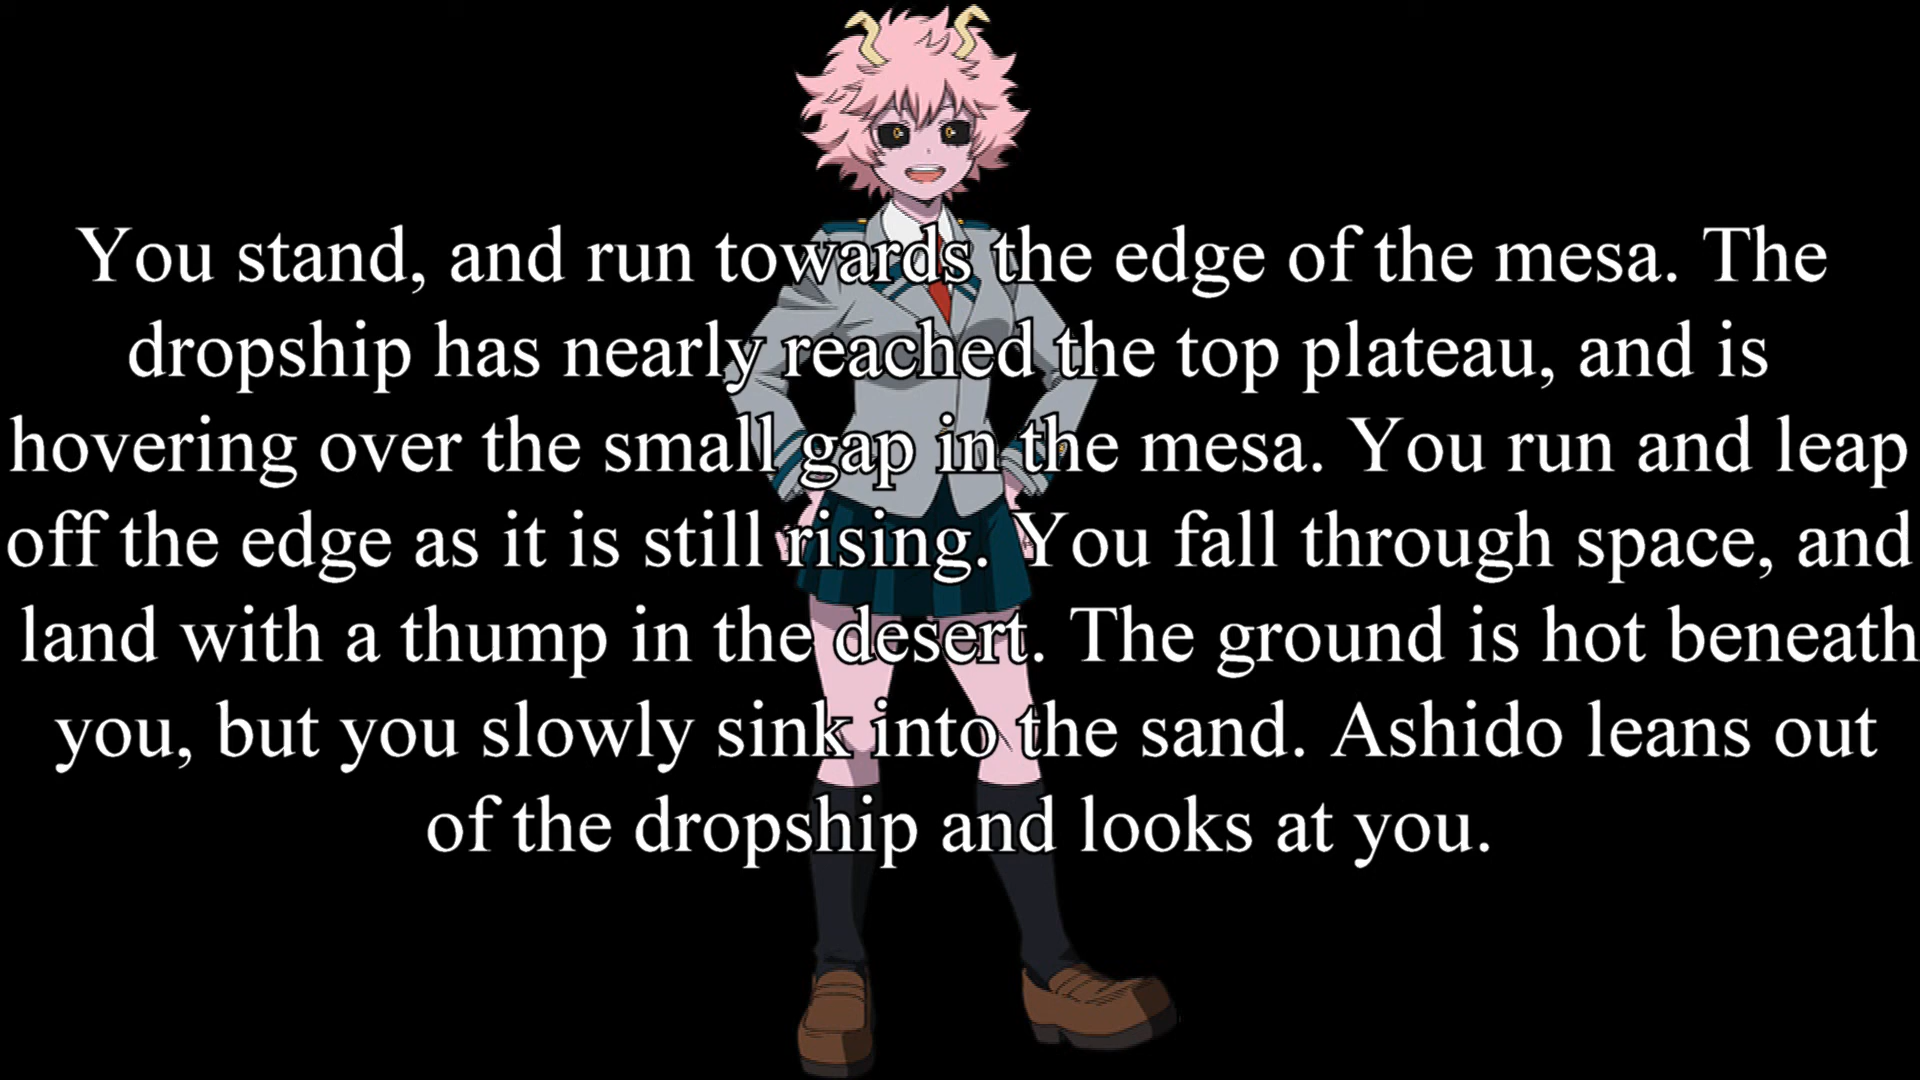 You stand, and run towards the edge of the mesa. The
dropship has nearly reached the top plateau, and is
hovering over the small gap in the mesa. You run and leap
off the edge as it is still rising. You fall through space, and
land with a thump in the desert. The ground is hot beneath
you, but you slowly sink into the sand. Ashido leans out
of the dropship and looks at you.